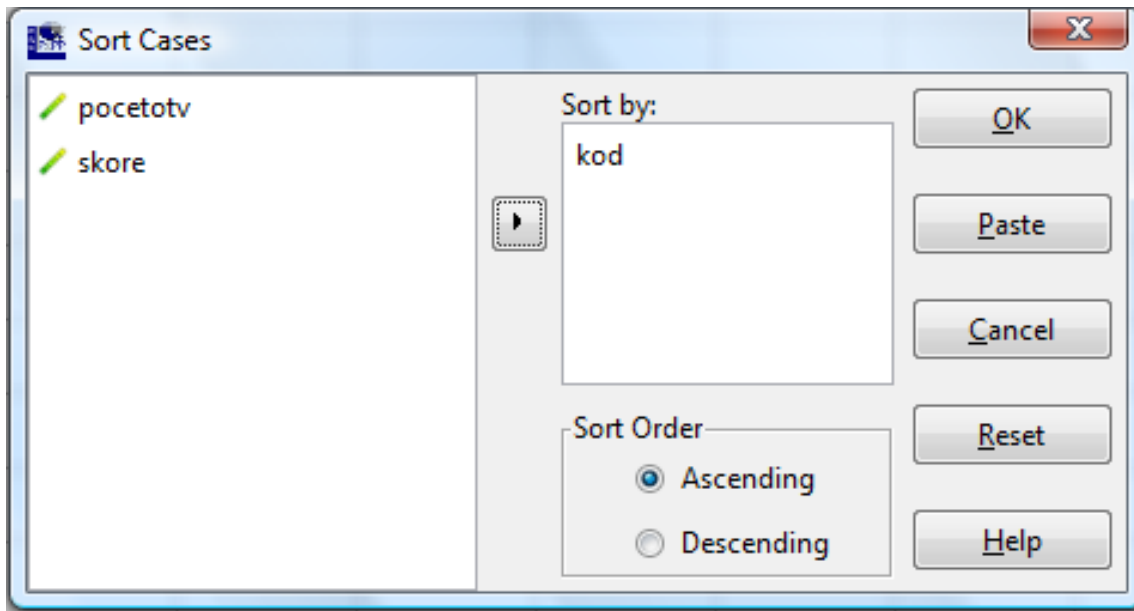 Sort Cases
pocetotv
skore
Sort by:
kod
Sort Order
Ascending
Descending
OK
Paste
Cancel
Reset
Help